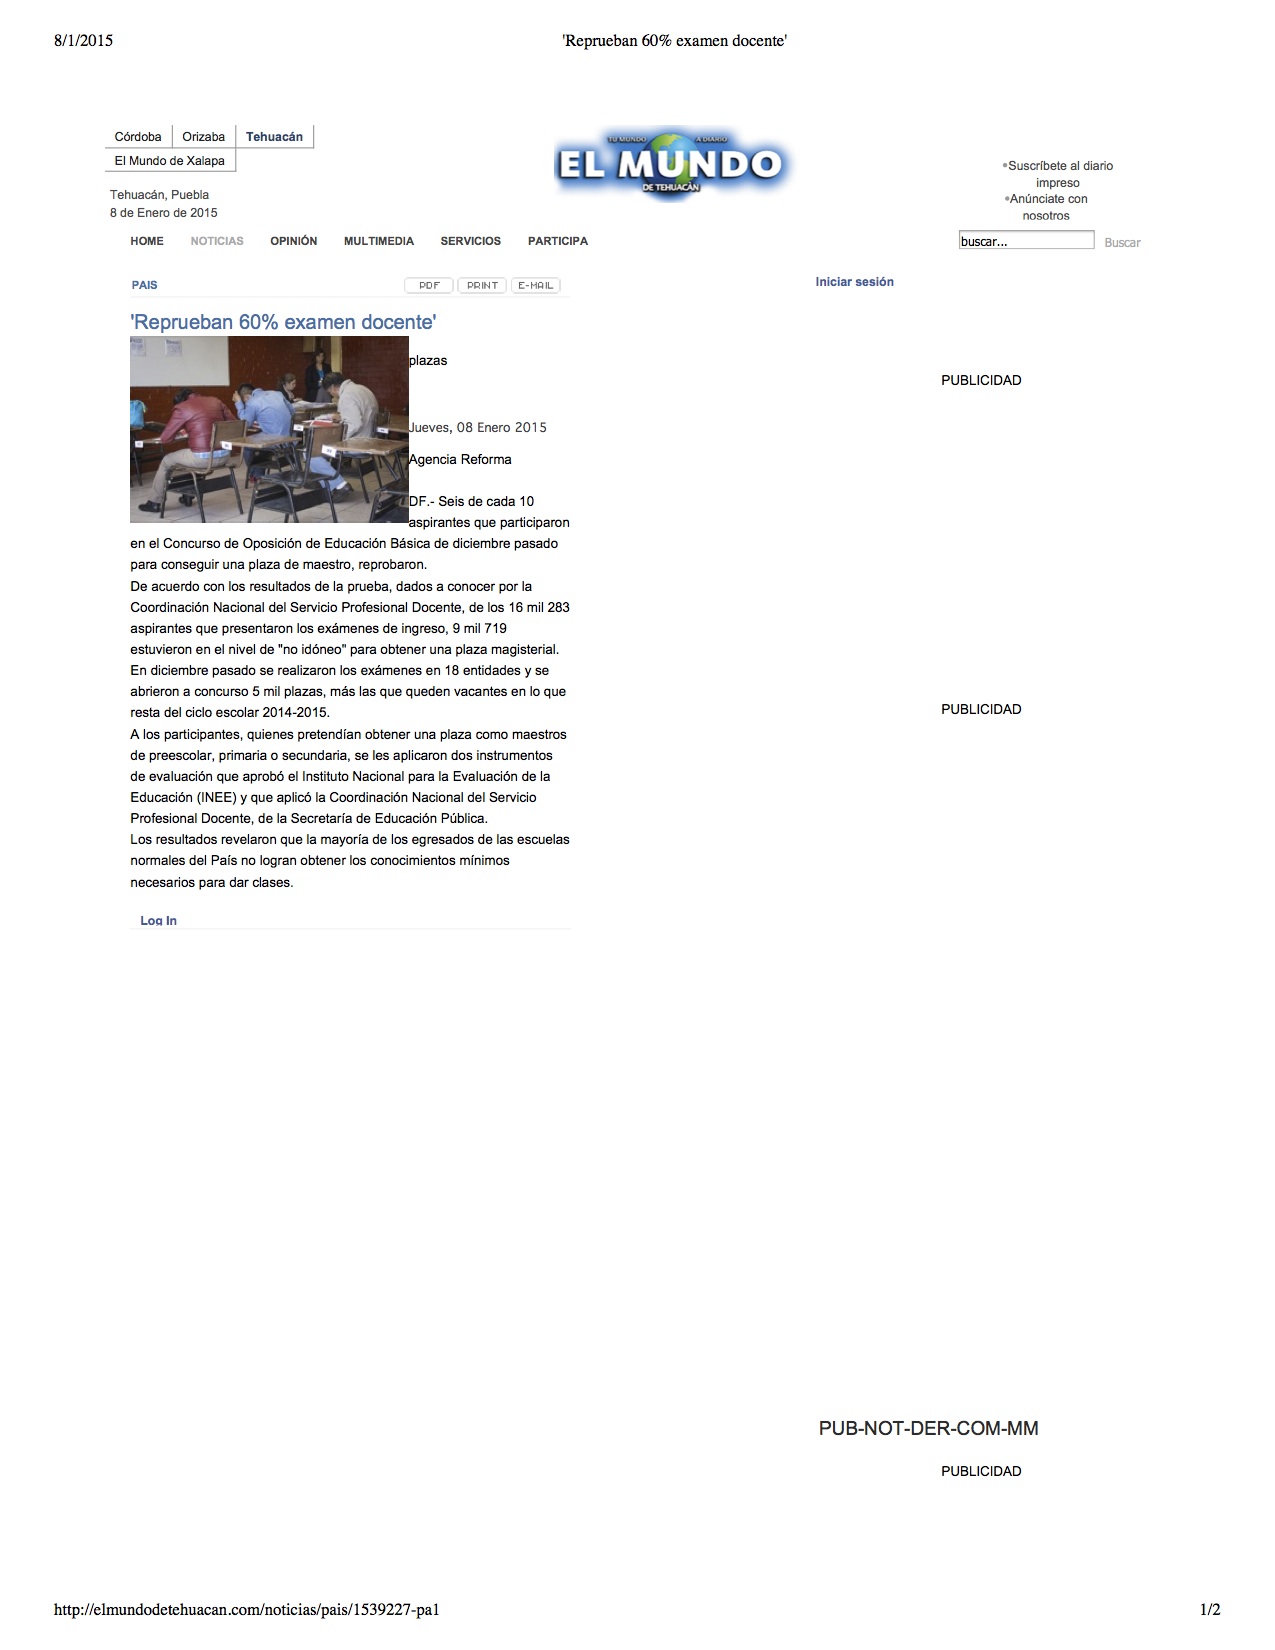 8/1/2015
'Reprueban 60% examen docente'
Córdoba
Orizaba
Tehuacán
El Mundo de Xalapa
Tehuacán, Puebla
8 de Enero de 2015
TU MUNDO A DIARIO
EL MUNDO
DE TEHUACÁN
•Suscríbete al diario
impreso
•Anúnciate con
nosotros
HOME NOTICIAS OPINIÓN MULTIMEDIA SERVICIOS PARTICIPA
buscar... Buscar
PAIS
PDF PRINT E-MAIL
Iniciar sesión
'Reprueban 60% examen docente'
plazas
Jueves, 08 Enero 2015
Agencia Reforma
DF.- Seis de cada 10
aspirantes que participaron
en el Concurso de Oposición de Educación Básica de diciembre pasado
para conseguir una plaza de maestro, reprobaron.
De acuerdo con los resultados de la prueba, dados a conocer por la
Coordinación Nacional del Servicio Profesional Docente, de los 16 mil 283
aspirantes que presentaron los exámenes de ingreso, 9 mil 719
estuvieron en el nivel de "no idóneo" para obtener una plaza magisterial.
En diciembre pasado se realizaron los exámenes en 18 entidades y se
abrieron a concurso 5 mil plazas, más las que queden vacantes en lo que
resta del ciclo escolar 2014-2015.
A los participantes, quienes pretendían obtener una plaza como maestros
de preescolar, primaria o secundaria, se les aplicaron dos instrumentos
de evaluación que aprobó el Instituto Nacional para la Evaluación de la
Educación (INEE) y que aplicó la Coordinación Nacional del Servicio
Profesional Docente, de la Secretaría de Educación Pública.
Los resultados revelaron que la mayoría de los egresados de las escuelas
normales del País no logran obtener los conocimientos mínimos
necesarios para dar clases.
Log In
PUBLICIDAD
PUBLICIDAD
PUB-NOT-DER-COM-MM
PUBLICIDAD
http://elmundodetehuacan.com/noticias/pais/1539227-pa1
1/2